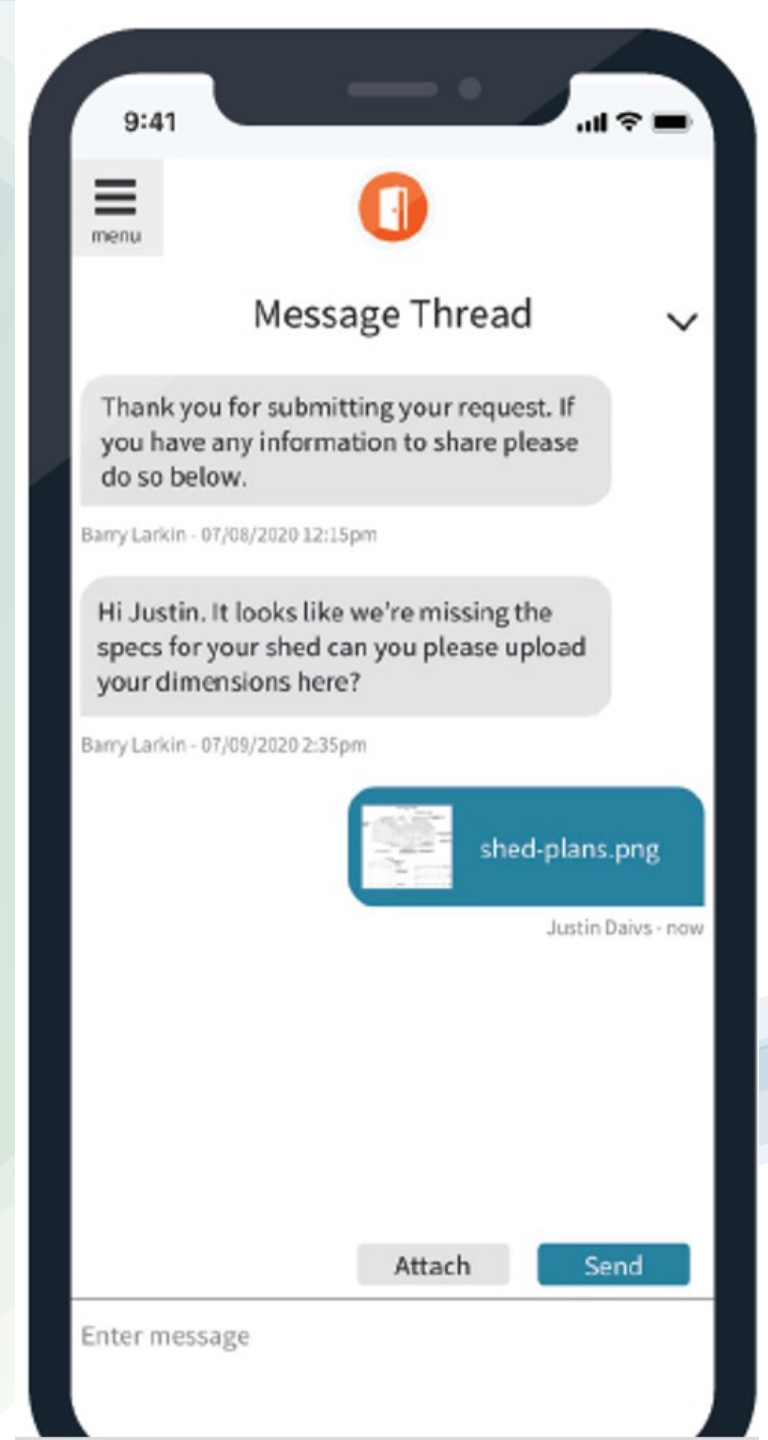 9:41
menu
Message Thread
Thank you for submitting your request. If
you have any information to share please
do so below.
Barry Larkin - 07/08/2020 12:15pm
Hi Justin. It looks like we're missing the
specs for your shed can you please upload
your dimensions here?
Barry Larkin - 07/09/2020 2:35pm
shed-plans.png
Justin Daivs - now
Attach
Send
Enter message